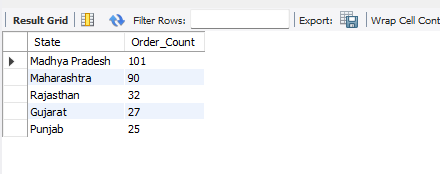 Result Grid Filter Rows: Export: Wrap Cell Cont
State Order_Count
Madhya Pradesh 101
Maharashtra 90
Rajasthan 32
Gujarat 27
Punjab 25